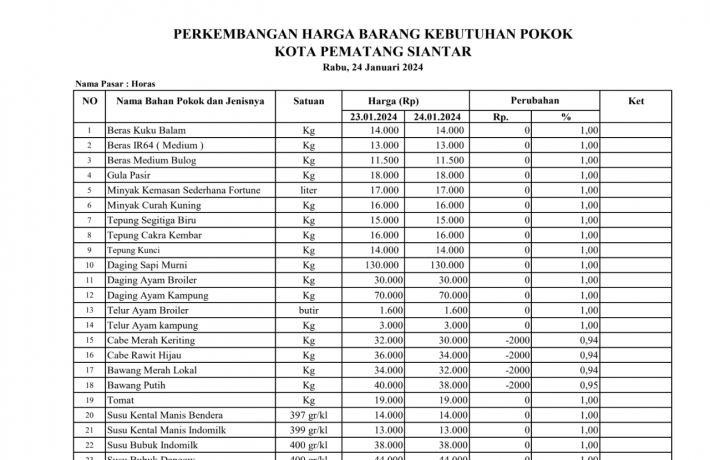 PERKEMBANGAN HARGA BARANG KEBUTUHAN POKOK
KOTA PEMATANG SIANTAR
Rabu, 24 Januari 2024
Nama Pasar : Horas
NO Nama Bahan Pokok dan Jenisnya Satuan Harga (Rp) Perubahan Ket
23.01.2024 24.01.2024 Rp. %
1 Beras Kuku Balam Kg 14.000 14.000 0 1,00
2 Beras IR64 ( Medium ) Kg 13.000 13.000 0 1,00
3 Beras Medium Bulog Kg 11.500 11.500 0 1,00
4 Gula Pasir Kg 18.000 18.000 0 1,00
5 Minyak Kemasan Sederhana Fortune liter 17.000 17.000 0 1,00
6 Minyak Curah Kuning Kg 16.000 16.000 0 1,00
7 Tepung Segitiga Biru Kg 15.000 15.000 0 1,00
8 Tepung Cakra Kembar Kg 16.000 16.000 0 1,00
9 Tepung Kunci Kg 14.000 14.000 0 1,00
10 Daging Sapi Murni Kg 130.000 130.000 0 1,00
11 Daging Ayam Broiler Kg 30.000 30.000 0 1,00
12 Daging Ayam Kampung Kg 70.000 70.000 0 1,00
13 Telur Ayam Broiler butir 1.600 1.600 0 1,00
14 Telur Ayam kampung Kg 3.000 3.000 0 1,00
15 Cabe Merah Keriting Kg 32.000 30.000 -2000 0,94
16 Cabe Rawit Hijau Kg 36.000 34.000 -2000 0,94
17 Bawang Merah Lokal Kg 34.000 32.000 -2000 0,94
18 Bawang Putih Kg 40.000 38.000 -2000 0,95
19 Tomat Kg 19.000 19.000 0 1,00
20 Susu Kental Manis Bendera 397 gr/kl 14.000 14.000 0 1,00
21 Susu Kental Manis Indomilk 399 gr/kl 13.000 13.000 0 1,00
22 Susu Bubuk Indomilk 400 gr/kl 38.000 38.000 0 1,00
23 Susu Bubuk Dancow 400 gr/kl 44.000 44.000 0 1,00